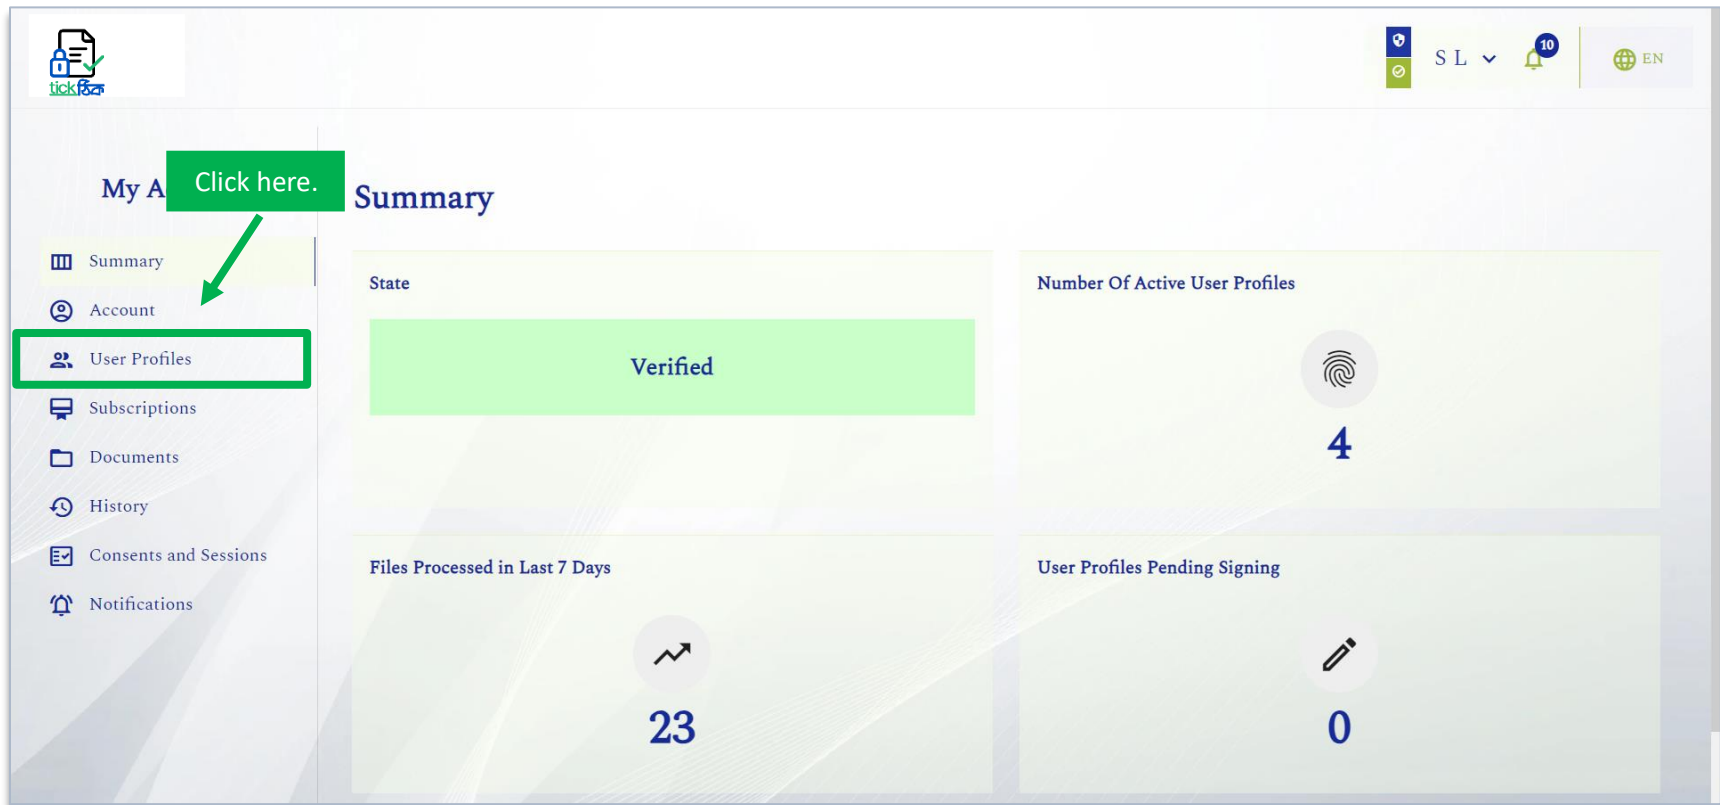 tickठिक
S L
10
EN
My A
Click here.
Summary
Summary
Account
User Profiles
Subscriptions
Documents
History
Consents and Sessions
Notifications
State
Verified
Number Of Active User Profiles
4
Files Processed in Last 7 Days
23
User Profiles Pending Signing
0